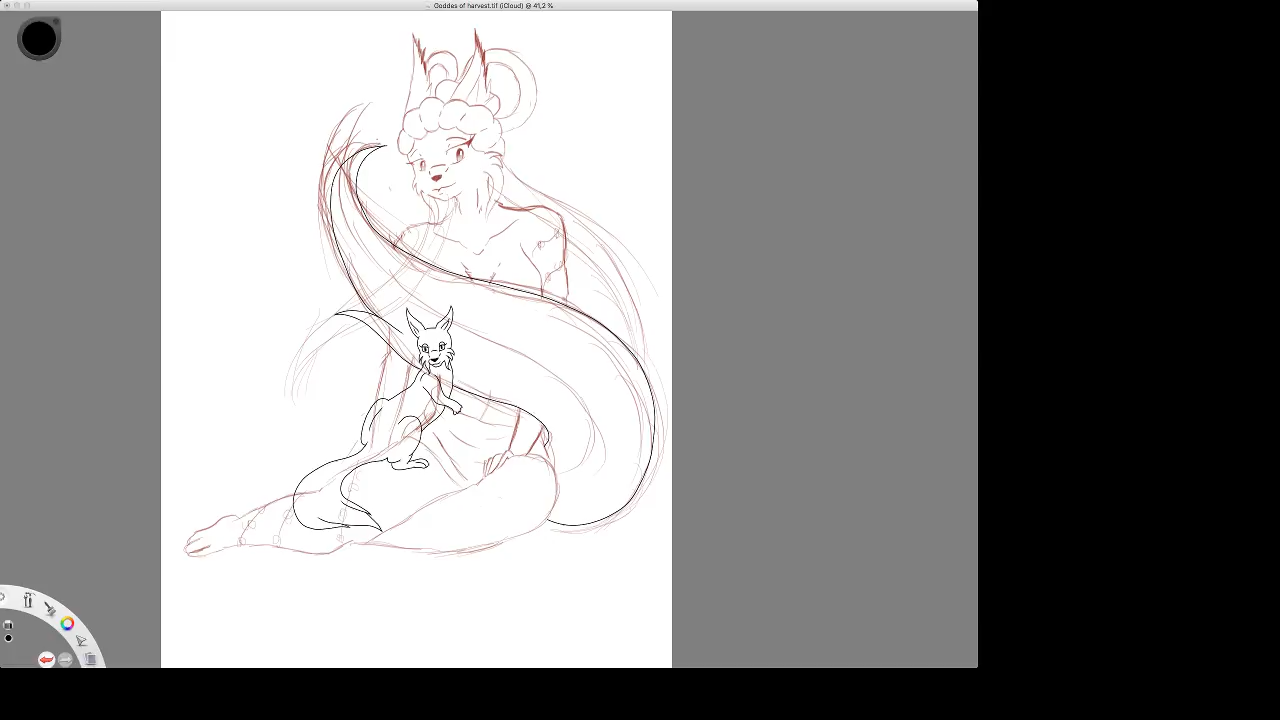 Goddes of harvest.tif (iCloud) @ 41,2 %